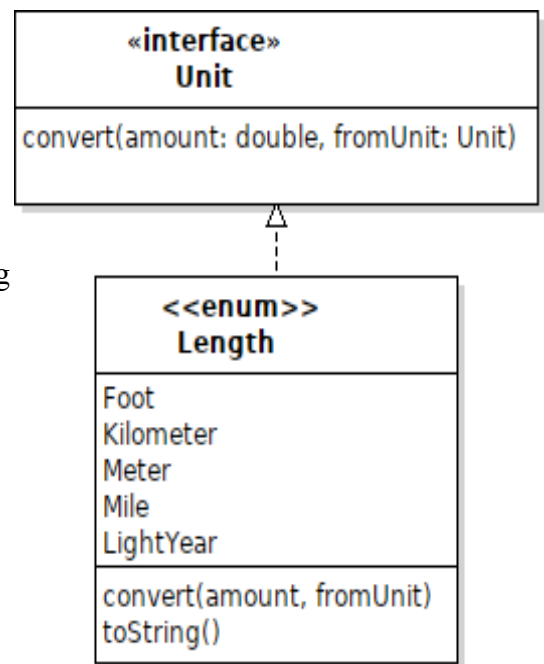 «interface»
Unit
convert(amount: double, fromUnit: Unit)
g
<<enum>>
Length
Foot
Kilometer
Meter
Mile
LightYear
convert(amount, fromUnit)
toString()